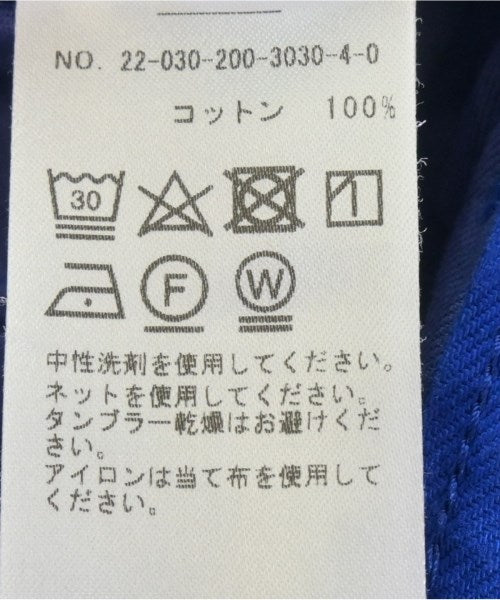 NO. 22-030-200-3030-4-0
コットン 100%
30
F W
中性洗剤を使用してください。
ネットを使用してください。
タンブラー乾燥はお避けくだ
さい。
アイロンは当て布を使用して
ください。